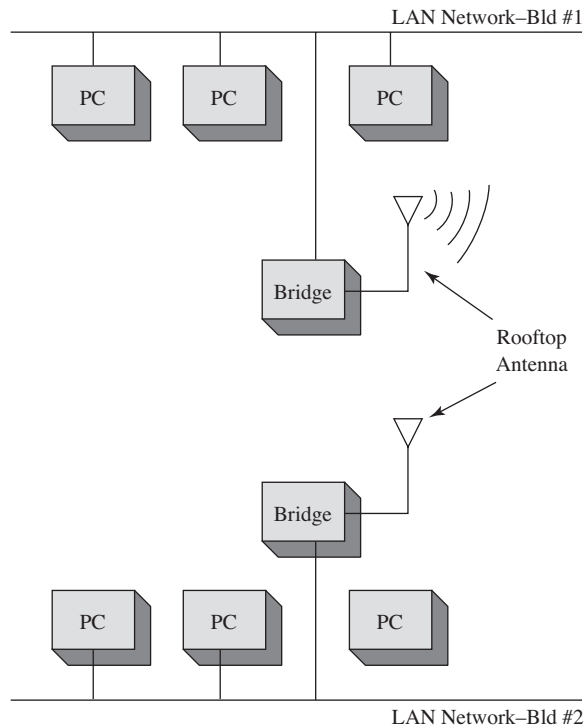 LAN Network–Bld #1
PC
PC
PC
Bridge
Rooftop
Antenna
Bridge
PC
PC
PC
LAN Network–Bld #2